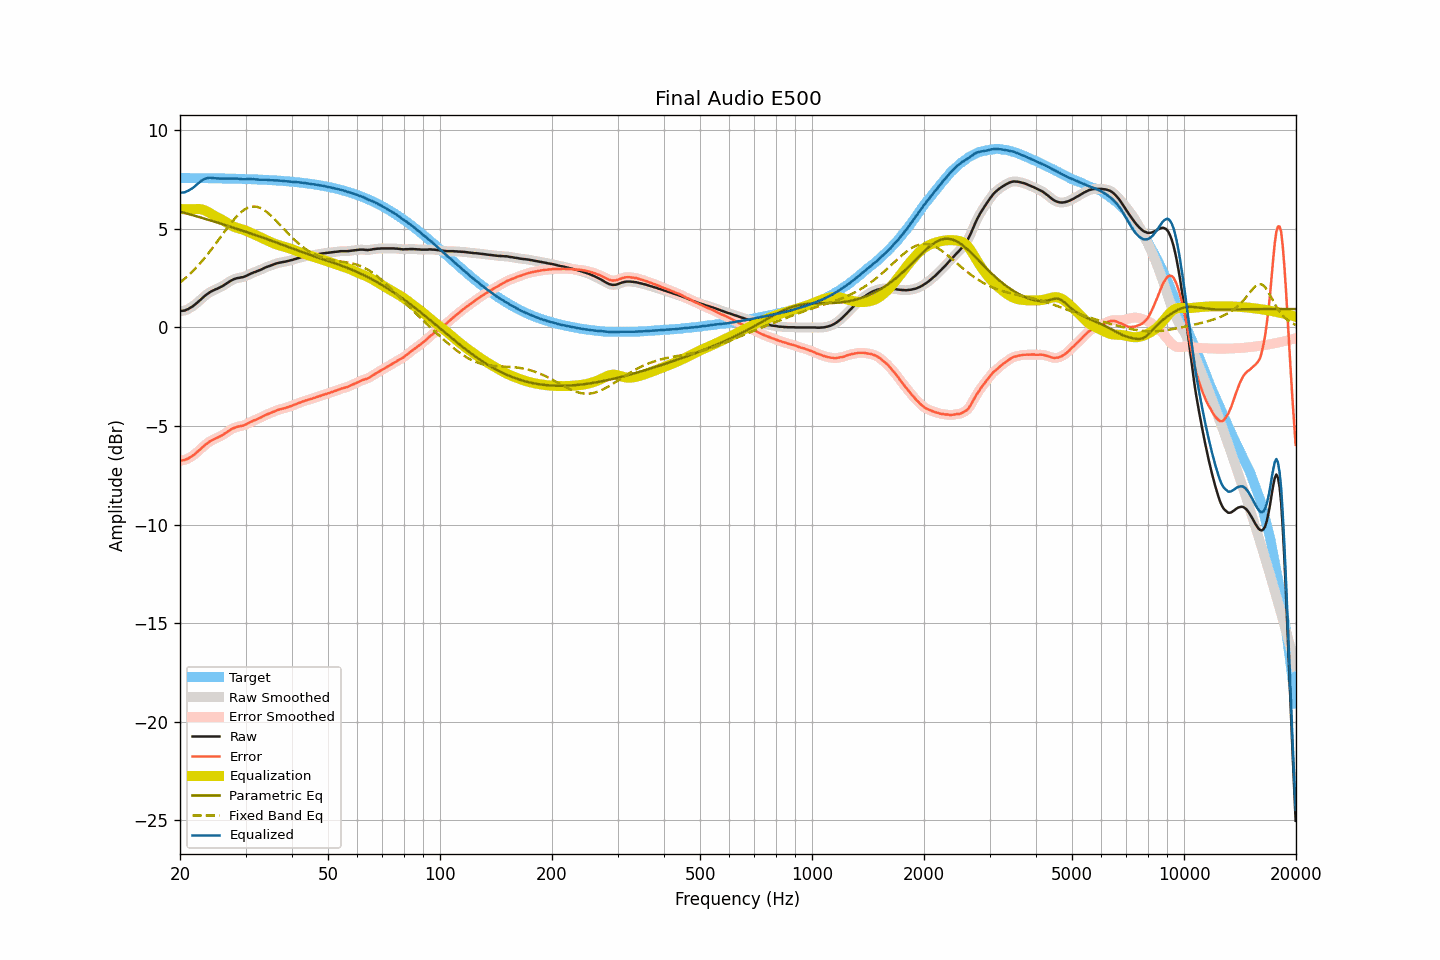 Final Audio E500
10
5
0
−5
−10
−15
−20
−25
Amplitude (dBr)
Target
Raw Smoothed
Error Smoothed
Raw
Error
Equalization
Parametric Eq
Fixed Band Eq
Equalized
20 50 100 200 500 1000 2000 5000 10000 20000
Frequency (Hz)